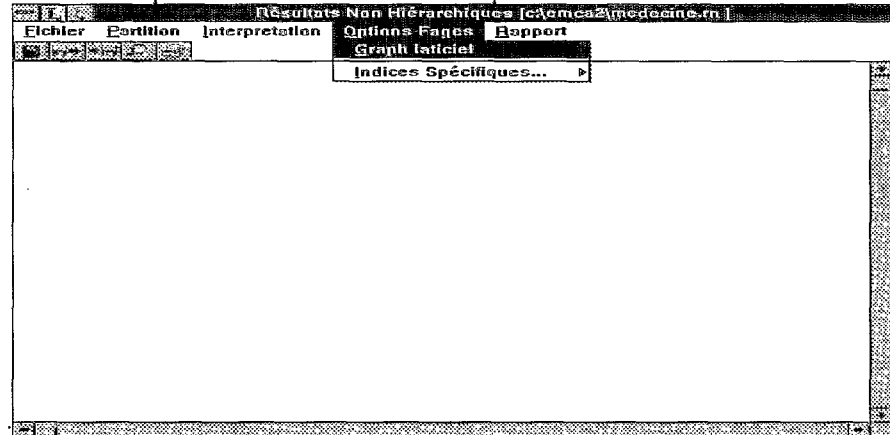 Résultats Non Hiérarchiques [c:\emca2\medecine.rn ]
Fichier Partition Interpretation Options Pages Rapport
Graph laticiel
Indices Spécifiques...